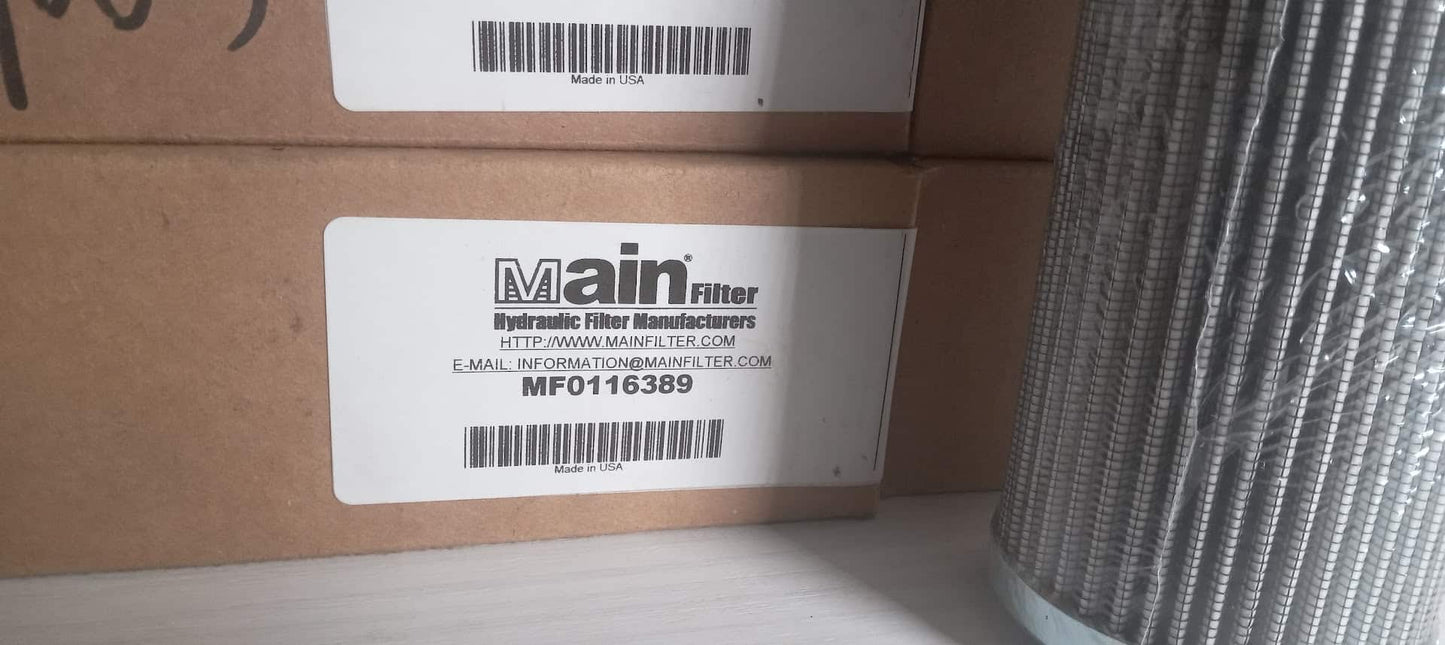 Made in USA
Main® Filter
Hydraulic Filter Manufacturers
HTTP://WWW.MAINFILTER.COM
E-MAIL: INFORMATION@MAINFILTER.COM
MF0116389
Made in USA